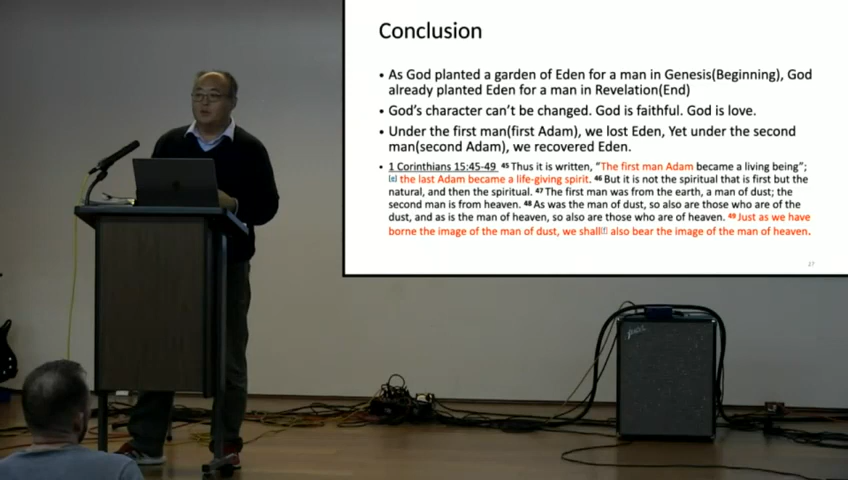 Conclusion
• As God planted a garden of Eden for a man in Genesis(Beginning), God
already planted Eden for a man in Revelation(End)
• God's character can't be changed. God is faithful. God is love.
• Under the first man(first Adam), we lost Eden, Yet under the second
man(second Adam), we recovered Eden.
• 1 Corinthians 15:45-49 45 Thus it is written, "The first man Adam became a living being";
[e] the last Adam became a life-giving spirit. 46 But it is not the spiritual that is first but the
natural, and then the spiritual. 47 The first man was from the earth, a man of dust; the
second man is from heaven. 48 As was the man of dust, so also are those who are of the
dust, and as is the man of heaven, so also are those who are of heaven. 49 Just as we have
borne the image of the man of dust, we shall[f] also bear the image of the man of heaven.
27